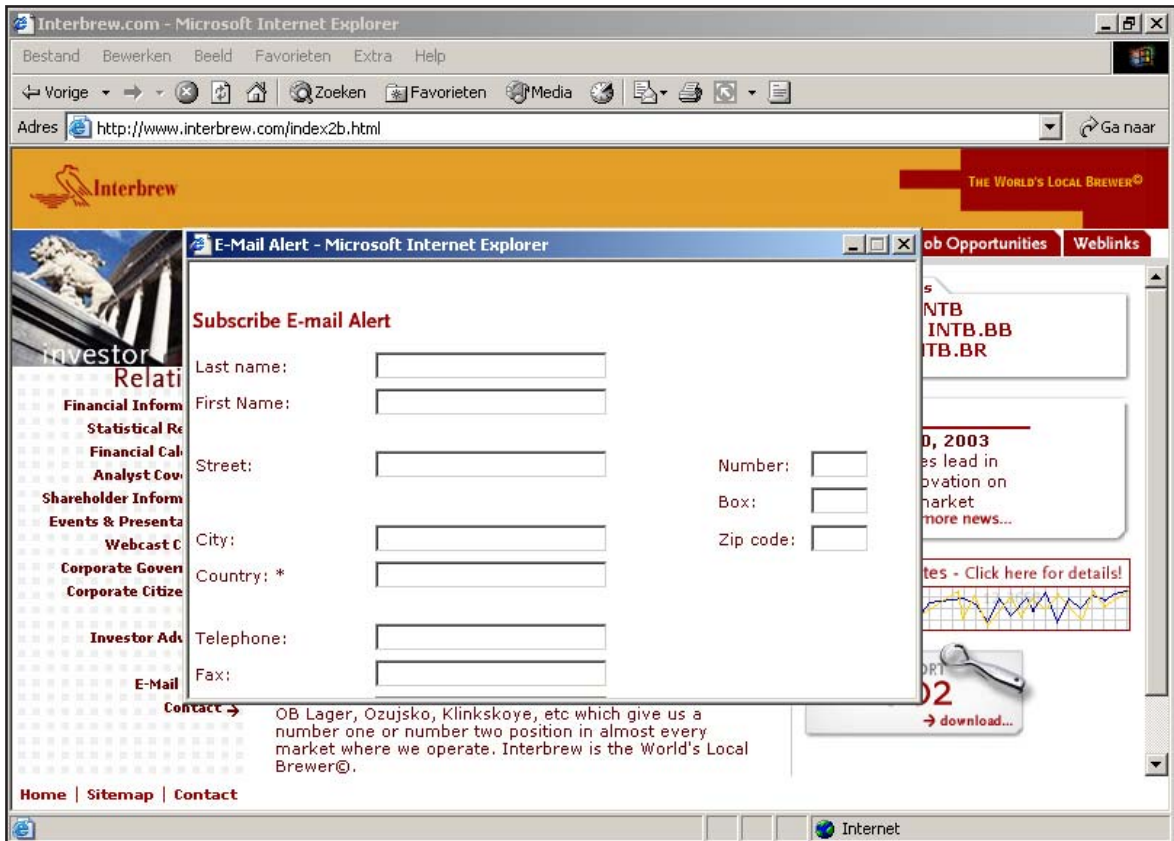 Interbrew.com - Microsoft Internet Explorer
Bestand Bewerken Beeld Favorieten Extra Help
Vorige Zoeken Favorieten Media
Adres http://www.interbrew.com/index2b.html Ga naar
Interbrew
THE WORLD'S LOCAL BREWER©
E-Mail Alert - Microsoft Internet Explorer
ob Opportunities Weblinks
Subscribe E-mail Alert
Last name:
First Name:
Street: Number:
Box:
City: Zip code:
Country: *
Telephone:
Fax:
investor
Relati
Financial Inform
Statistical Re
Financial Cal
Analyst Cov
Shareholder Inform
Events & Presenta
Webcast C
Corporate Gover
Corporate Citize
Investor Adv
E-Mail
Contact →
s
NTB
INTB.BB
TB.BR
0, 2003
es lead in
ovation on
market
more news...
tes - Click here for details!
ORT
02
→ download...
OB Lager, Ozujsko, Klinkskoye, etc which give us a
number one or number two position in almost every
market where we operate. Interbrew is the World's Local
Brewer©.
Home | Sitemap | Contact
Internet